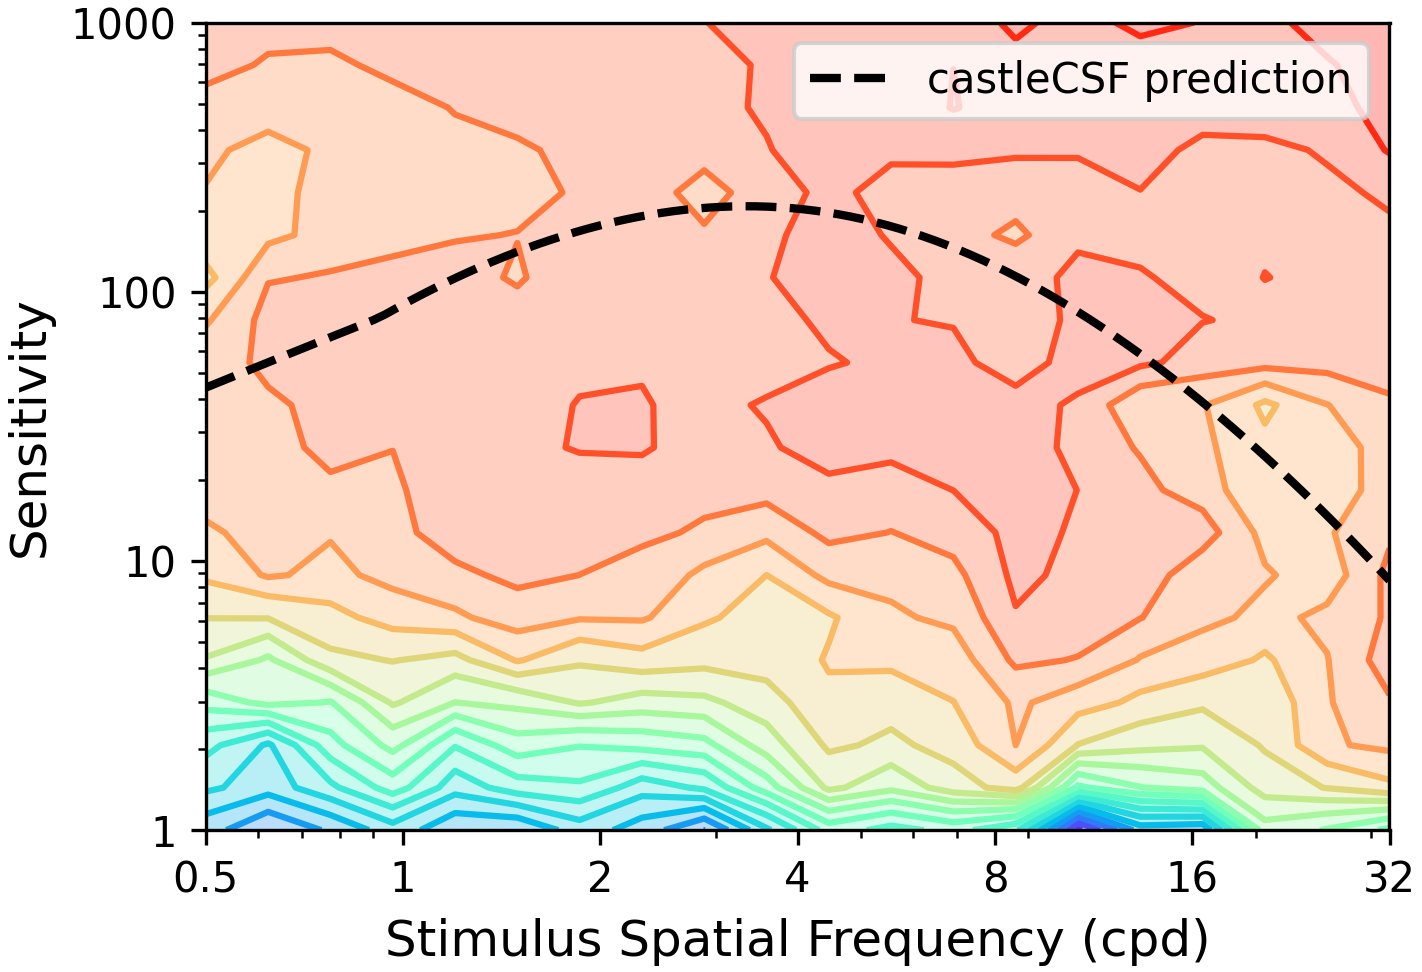 1000
100
10
1
Sensitivity
castleCSF prediction
0.5 1 2 4 8 16 32
Stimulus Spatial Frequency (cpd)